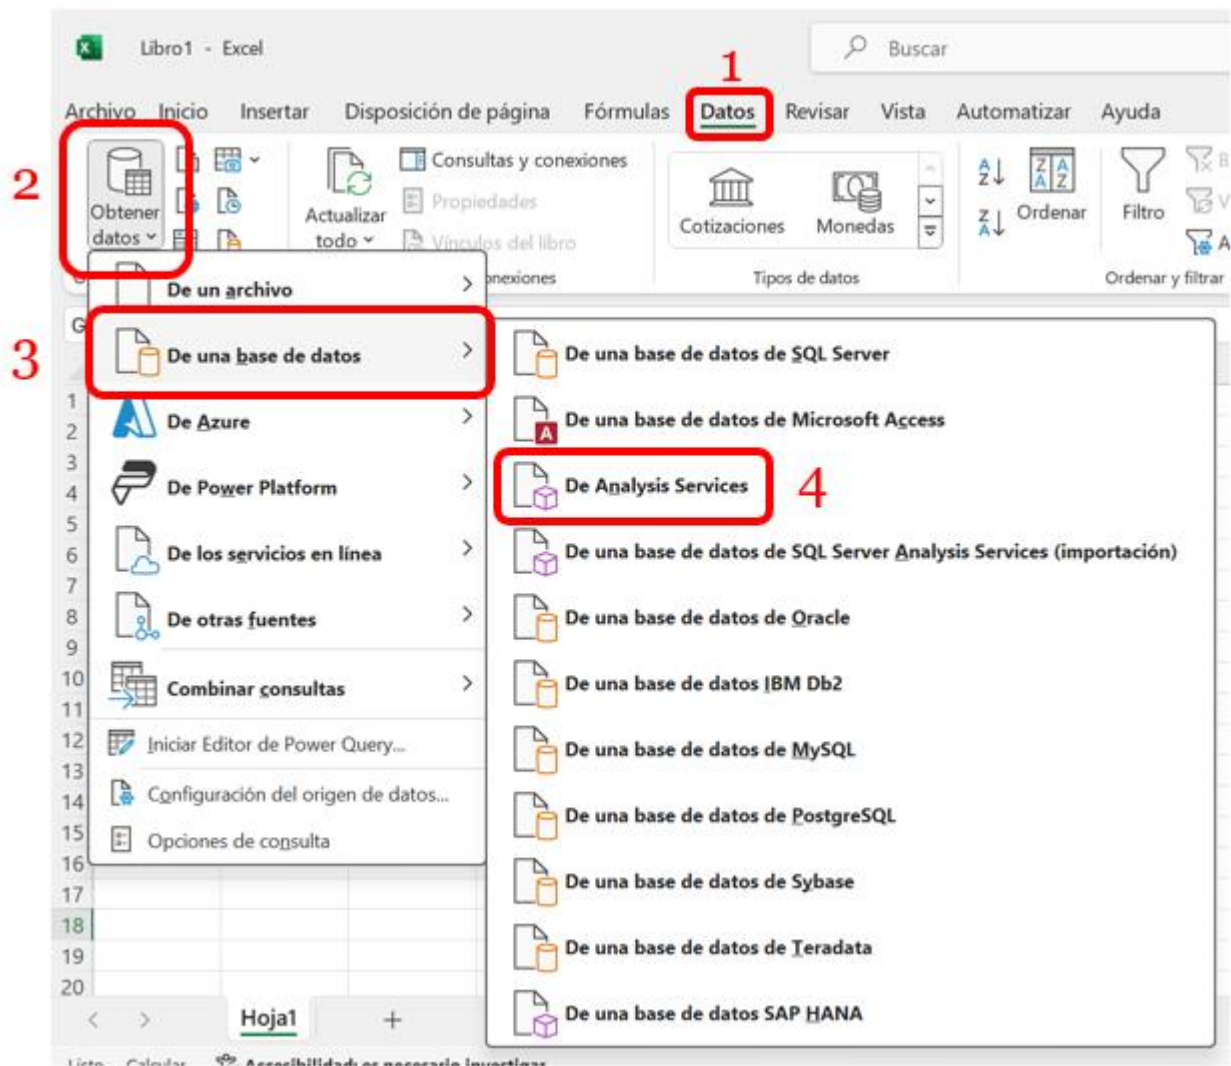 Libro1 - Excel
Buscar
1
Archivo Inicio Insertar Disposición de página Fórmulas Datos Revisar Vista Automatizar Ayuda
2
Obtener datos
Actualizar todo
Consultas y conexiones
Propiedades
Vínculos del libro
Cotizaciones
Monedas
Tipos de datos
Ordenar
Filtro
Ordenar y filtrar
De un archivo
3
De una base de datos
De Azure
De Power Platform
De los servicios en línea
De otras fuentes
Combinar consultas
Iniciar Editor de Power Query...
Configuración del origen de datos...
Opciones de consulta
De una base de datos de SQL Server
De una base de datos de Microsoft Access
De Analysis Services
4
De una base de datos de SQL Server Analysis Services (importación)
De una base de datos de Oracle
De una base de datos IBM Db2
De una base de datos de MySQL
De una base de datos de PostgreSQL
De una base de datos de Sybase
De una base de datos de Teradata
De una base de datos SAP HANA
1
2
3
4
5
6
7
8
9
10
11
12
13
14
15
16
17
18
19
20
Hoja1
Listo Calcular Accesibilidad: es necesario investigar